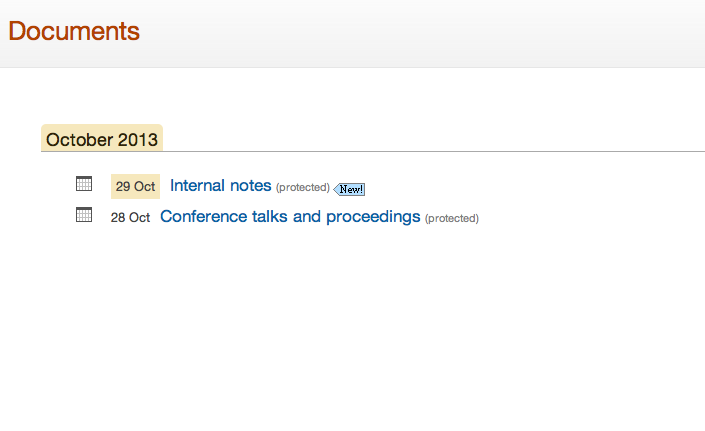 Documents
October 2013
29 Oct Internal notes (protected) New!
28 Oct Conference talks and proceedings (protected)